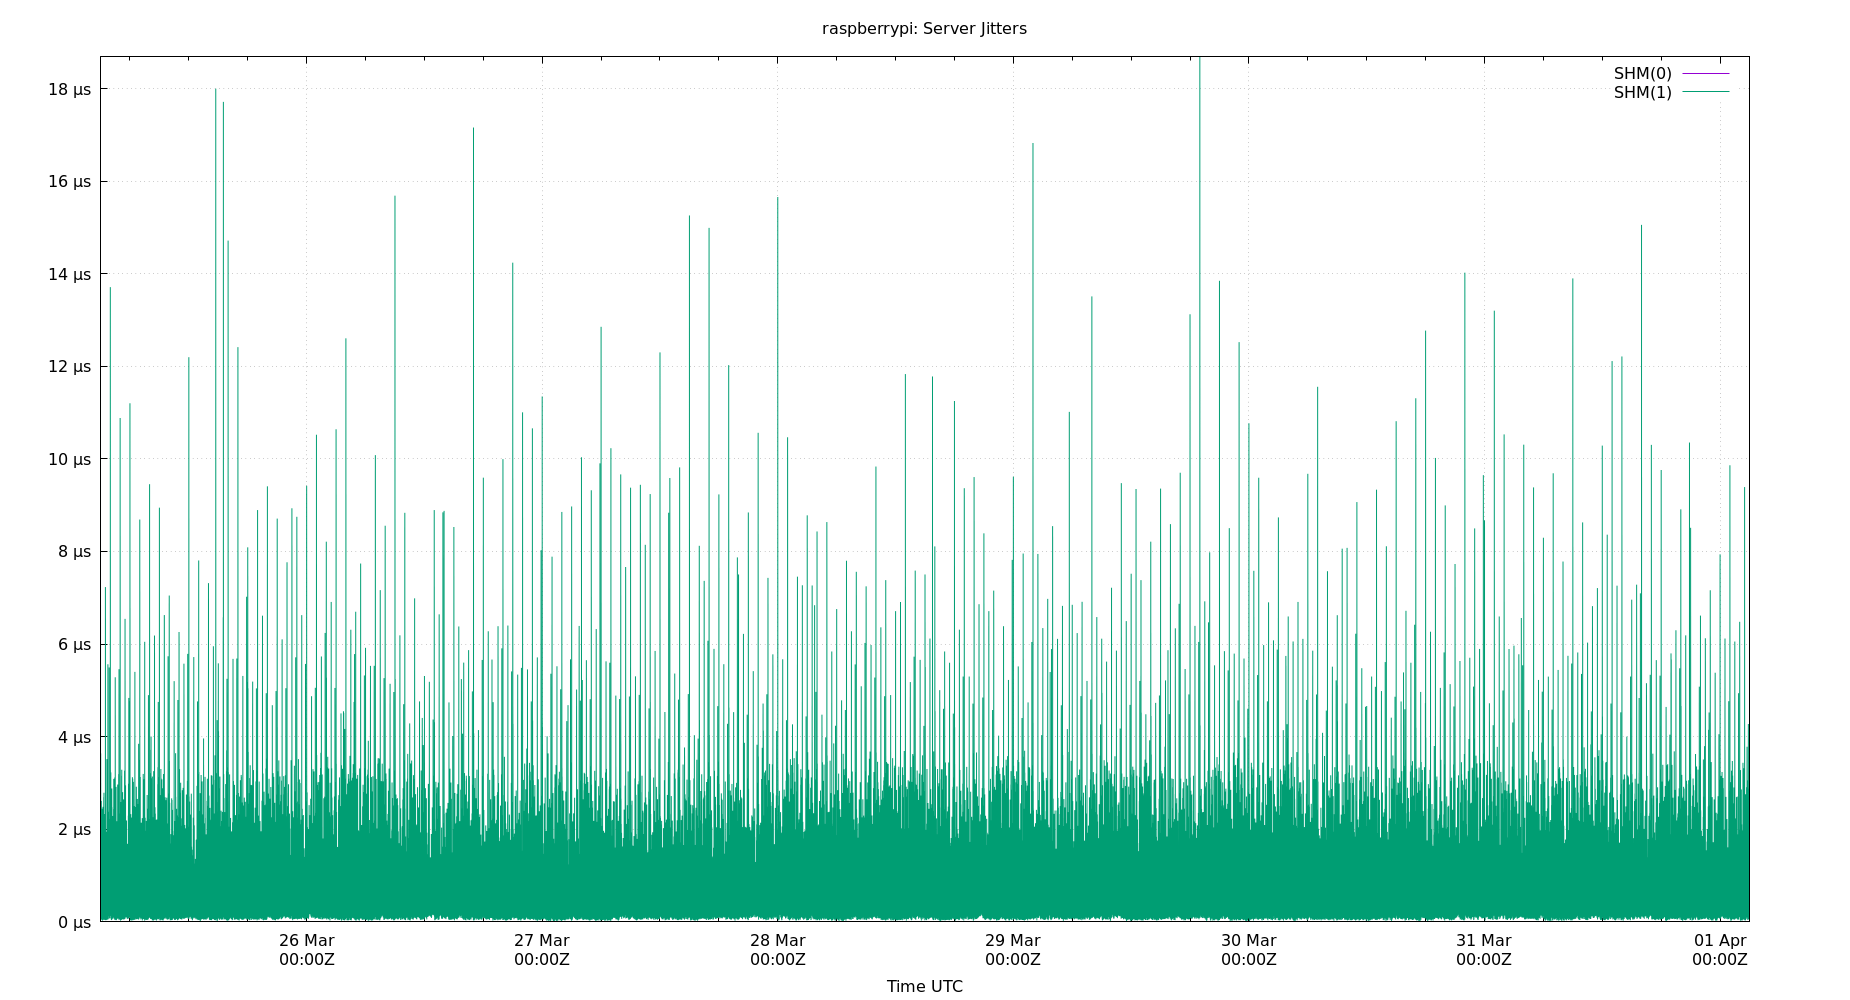 raspberrypi: Server Jitters
SHM(0)
SHM(1)
18 µs
16 µs
14 µs
12 µs
10 µs
8 µs
6 µs
4 µs
2 µs
0 µs
26 Mar 27 Mar 28 Mar 29 Mar 30 Mar 31 Mar 01 Apr
00:00Z 00:00Z 00:00Z 00:00Z 00:00Z 00:00Z 00:00Z
Time UTC